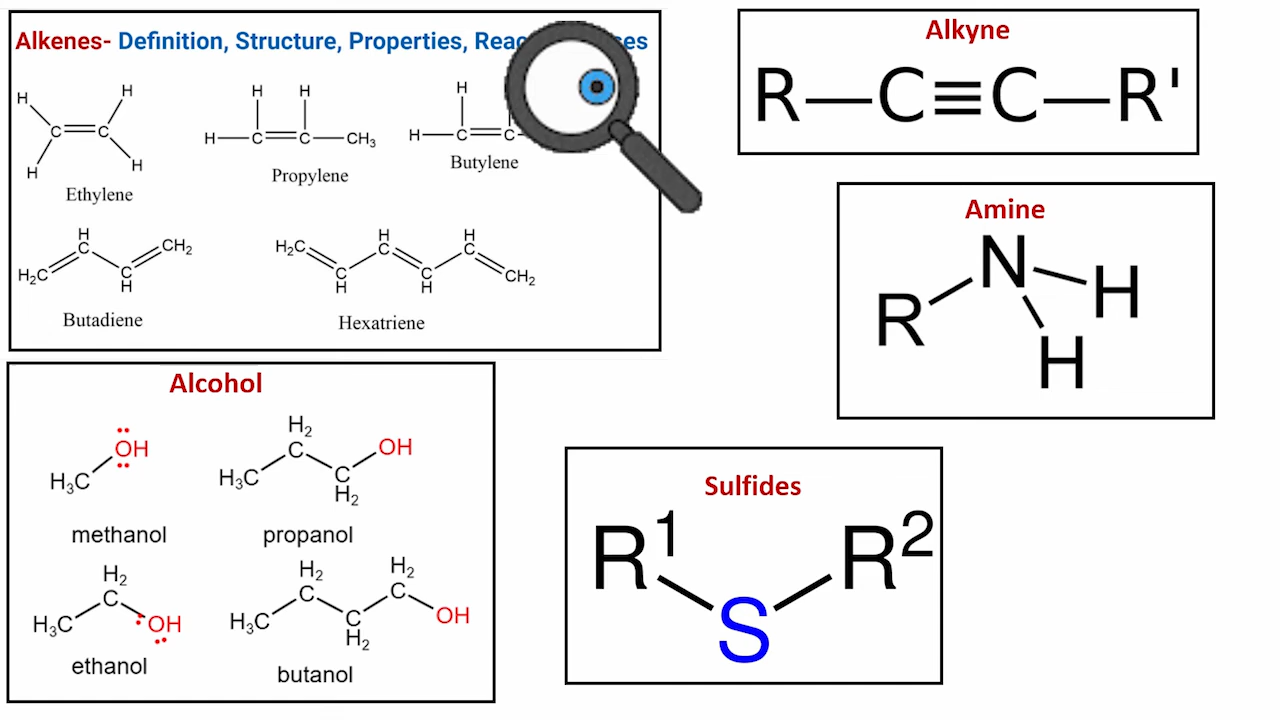 Alkenes- Definition, Structure, Properties,
H H
C C
H H
Ethylene
H H
H C C CH₃
Propylene
H
H C C
Butylene
H CH₂
C
H₂C C
H
Butadiene
H H
H₂C C C
C C CH₂
H H
Hexatriene
Alkyne
R—C≡C—R'
Amine
N
R H
H
Alcohol
OH
H₃C
methanol
H₂
C OH
H₃C C
H₂
propanol
H₂
C
H₃C OH
ethanol
H₂ H₂
C C
H₃C C OH
H₂
butanol
Sulfides
R¹ R²
S